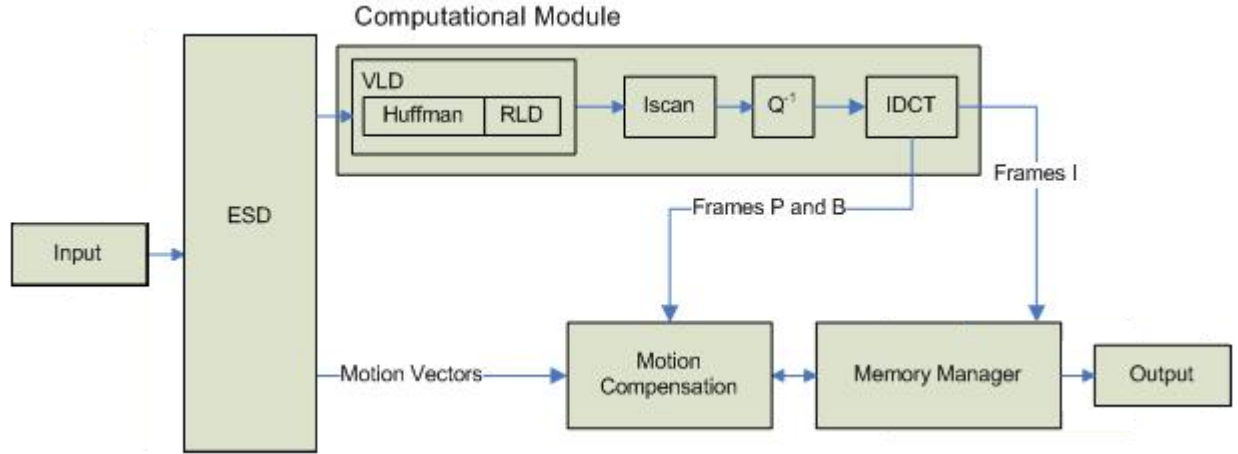 Computational Module
VLD
Huffman
RLD
Iscan
Q⁻¹
IDCT
Frames I
Frames P and B
ESD
Input
Motion Vectors
Motion
Compensation
Memory Manager
Output